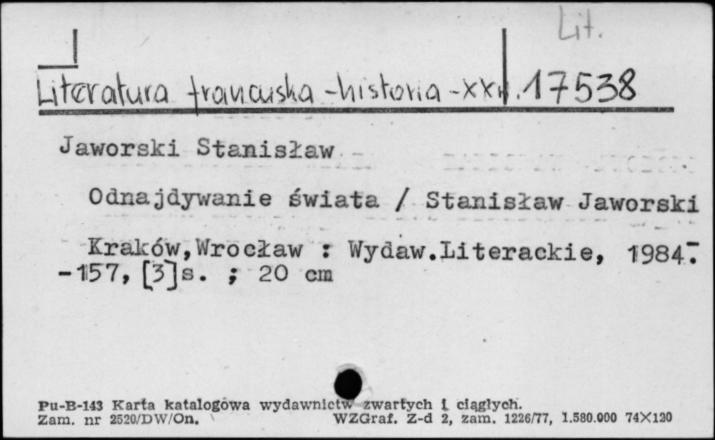 Lit.
Literatura francuska -historia -XXw. 17538
Jaworski Stanisław
Odnajdywanie świata / Stanisław Jaworski
Kraków,Wrocław : Wydaw.Literackie, 1984.-
-157, [3]s. ; 20 cm
Pu-B-143 Karta katalogowa wydawnictw zwartych i ciągłych.
Zam. nr 2520/DW/On. WZGraf. Z-d 2, zam. 1226/77, 1.580.000 74X120